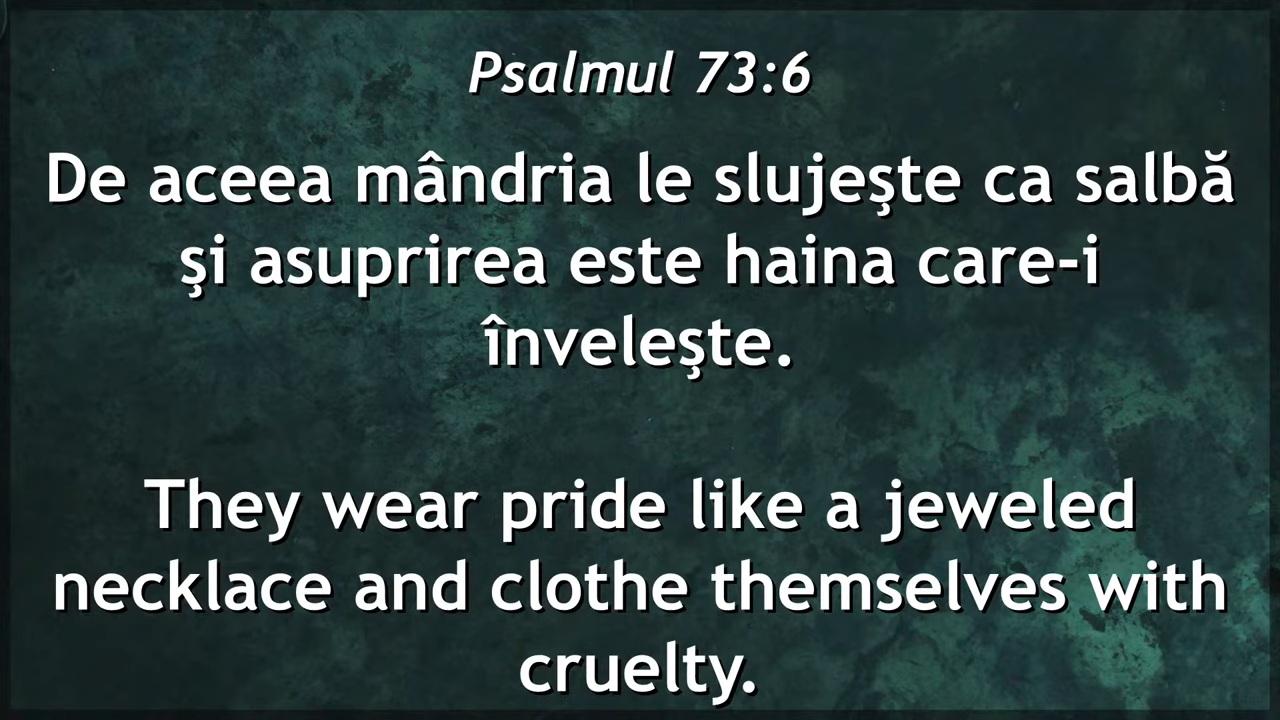 Psalmul 73:6
De aceea mândria le slujeşte ca salbă
şi asuprirea este haina care-i
înveleşte.
They wear pride like a jeweled
necklace and clothe themselves with
cruelty.